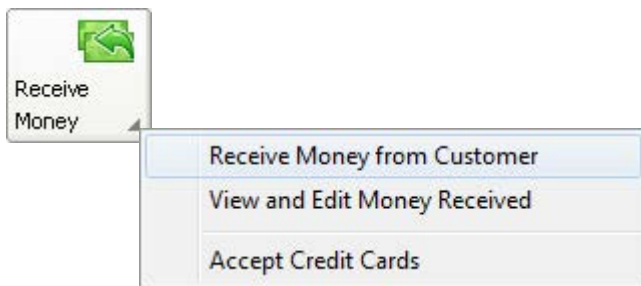 Receive
Money
Receive Money from Customer
View and Edit Money Received
Accept Credit Cards